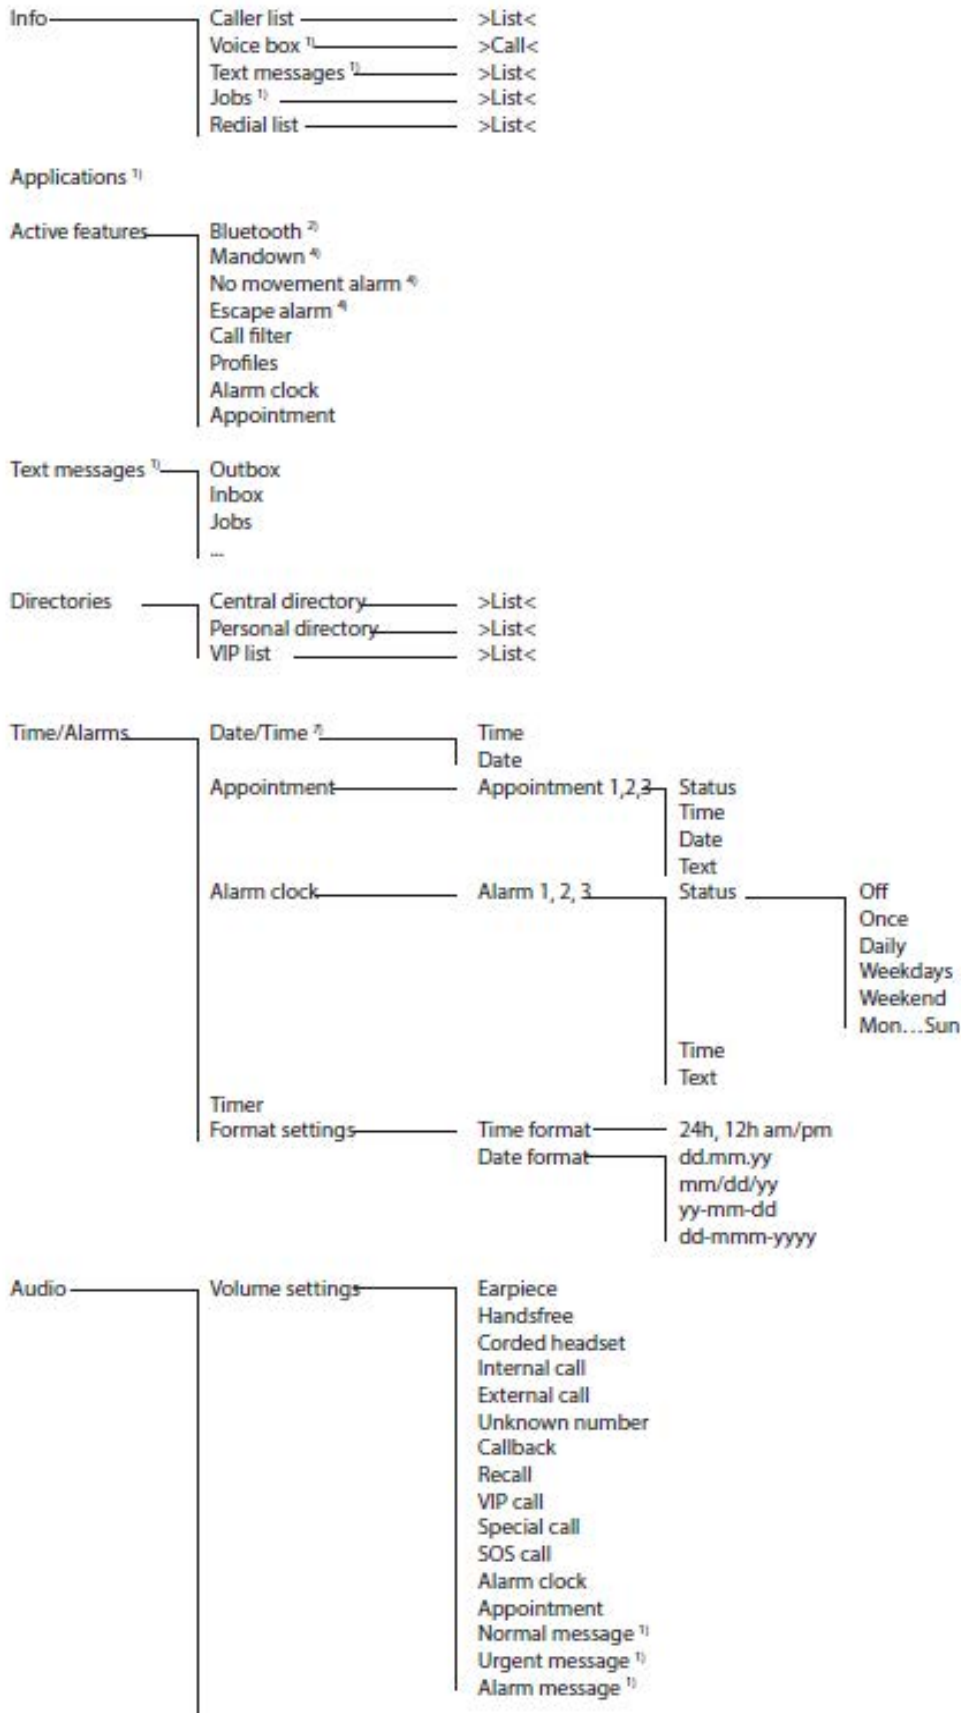 Info Caller list >List<
Voice box 1) >Call<
Text messages 1) >List<
Jobs 1) >List<
Redial list >List<
Applications 1)
Active features Bluetooth 2)
Mandown 4)
No movement alarm 4)
Escape alarm 4)
Call filter
Profiles
Alarm clock
Appointment
Text messages 1) Outbox
Inbox
Jobs
...
Directories Central directory >List<
Personal directory >List<
VIP list >List<
Time/Alarms Date/Time 7) Time
Date
Appointment Appointment 1,2,3 Status
Time
Date
Text
Alarm clock Alarm 1, 2, 3 Status Off
Once
Daily
Weekdays
Weekend
Mon…Sun
Time
Text
Timer
Format settings Time format 24h, 12h am/pm
Date format dd.mm.yy
mm/dd/yy
yy-mm-dd
dd-mmm-yyyy
Audio Volume settings Earpiece
Handsfree
Corded headset
Internal call
External call
Unknown number
Callback
Recall
VIP call
Special call
SOS call
Alarm clock
Appointment
Normal message 1)
Urgent message 1)
Alarm message 1)